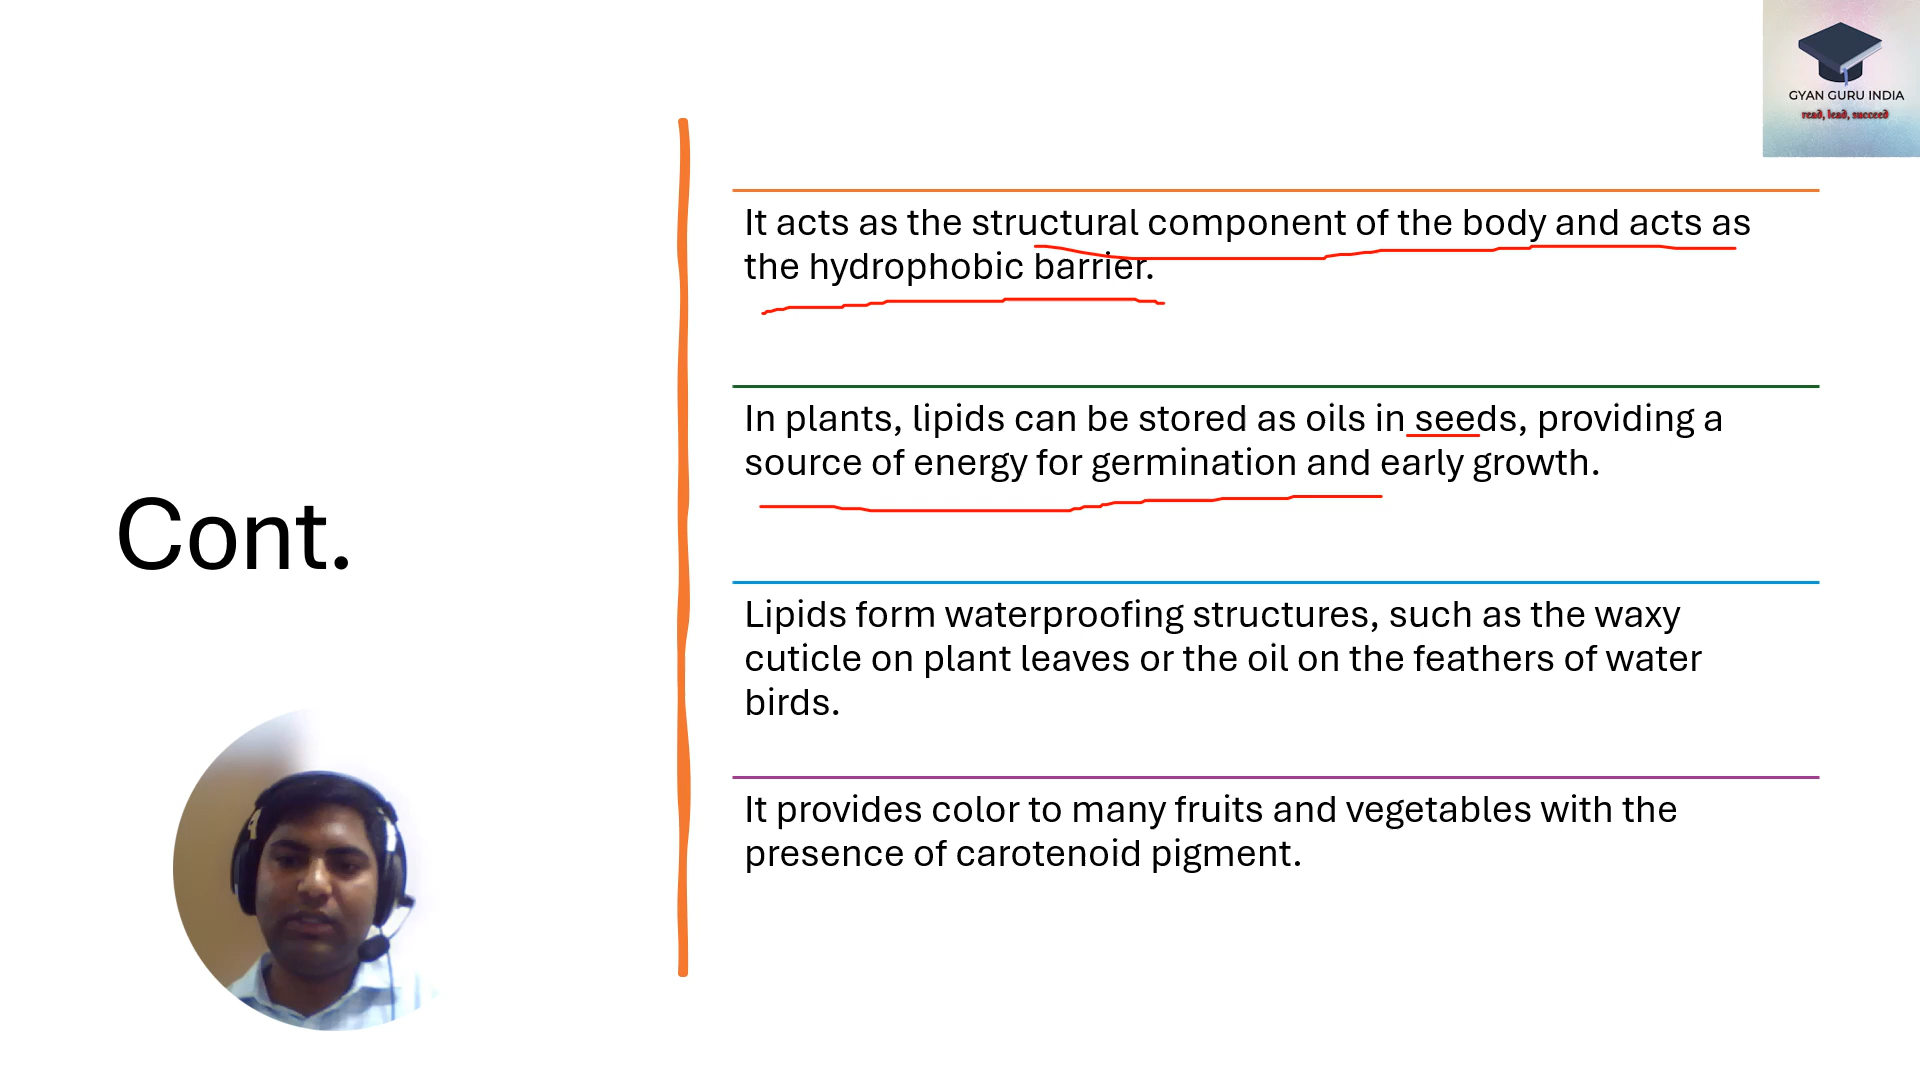 GYAN GURU INDIA
read, lead, succeed
It acts as the structural component of the body and acts as
the hydrophobic barrier.
In plants, lipids can be stored as oils in seeds, providing a
source of energy for germination and early growth.
Cont.
Lipids form waterproofing structures, such as the waxy
cuticle on plant leaves or the oil on the feathers of water
birds.
It provides color to many fruits and vegetables with the
presence of carotenoid pigment.